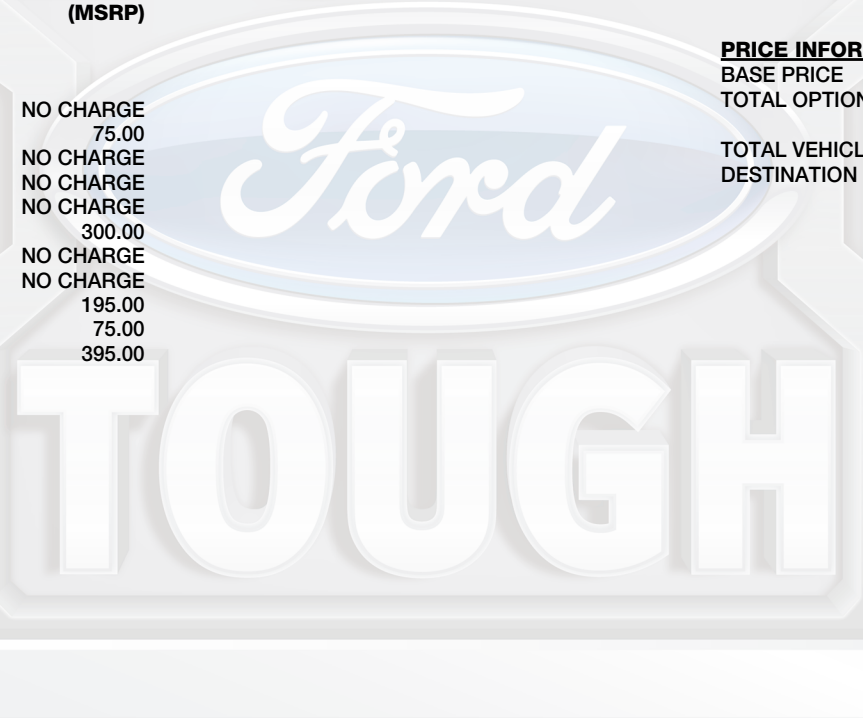 (MSRP)
NO CHARGE
75.00
NO CHARGE
NO CHARGE
NO CHARGE
300.00
NO CHARGE
NO CHARGE
195.00
75.00
395.00
PRICE INFOR
BASE PRICE
TOTAL OPTION
TOTAL VEHICL
DESTINATION
Ford
TOUGH